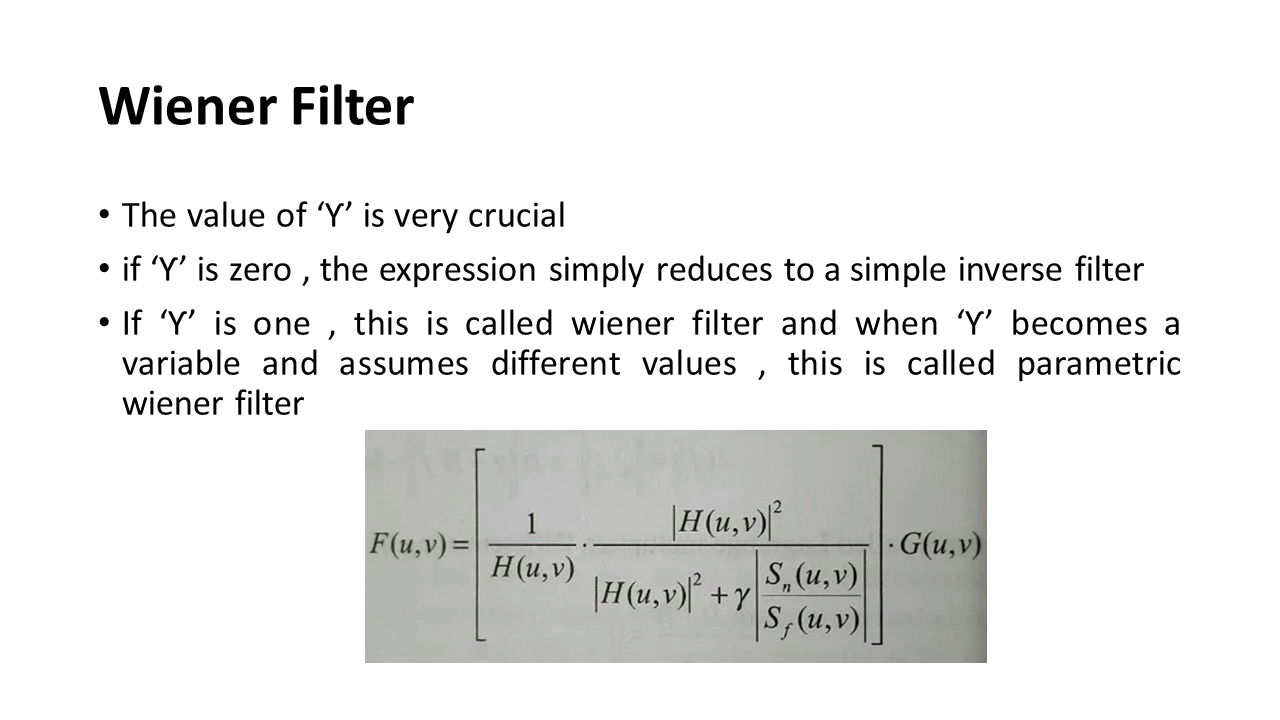 Wiener Filter
• The value of ‘ϒ’ is very crucial
• if ‘ϒ’ is zero , the expression simply reduces to a simple inverse filter
• If ‘ϒ’ is one , this is called wiener filter and when ‘ϒ’ becomes a
variable and assumes different values , this is called parametric
wiener filter
F(u,v) = [ 1 / H(u,v) · |H(u,v)|² / ( |H(u,v)|² + γ |Sₙ(u,v) / S_f(u,v)| ) ] · G(u,v)